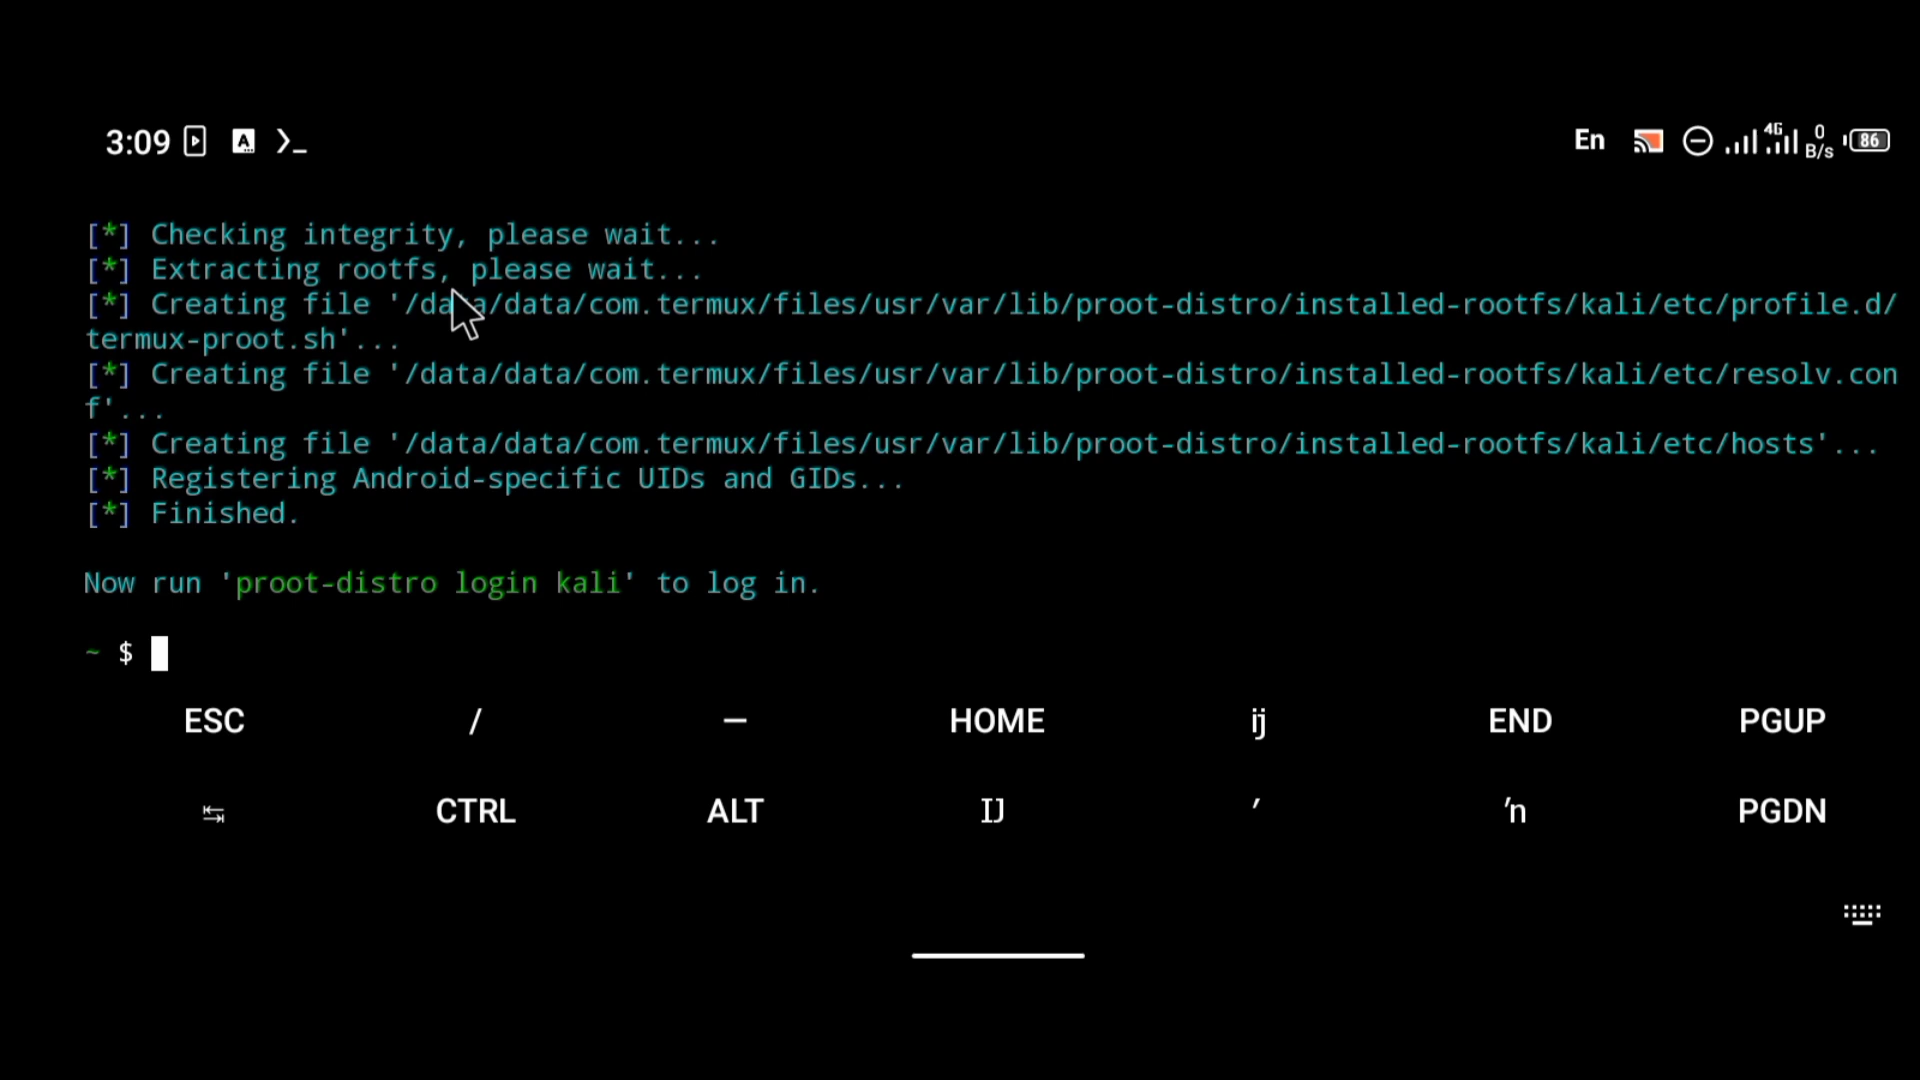 3:09 A >_ En 4G 0 B/s 86
[*] Checking integrity, please wait...
[*] Extracting rootfs, please wait...
[*] Creating file '/data/data/com.termux/files/usr/var/lib/proot-distro/installed-rootfs/kali/etc/profile.d/
termux-proot.sh'...
[*] Creating file '/data/data/com.termux/files/usr/var/lib/proot-distro/installed-rootfs/kali/etc/resolv.con
f'...
[*] Creating file '/data/data/com.termux/files/usr/var/lib/proot-distro/installed-rootfs/kali/etc/hosts'...
[*] Registering Android-specific UIDs and GIDs...
[*] Finished.
Now run 'proot-distro login kali' to log in.
~ $
ESC / — HOME ĳ END PGUP
↹ CTRL ALT Ĳ ′ ŉ PGDN